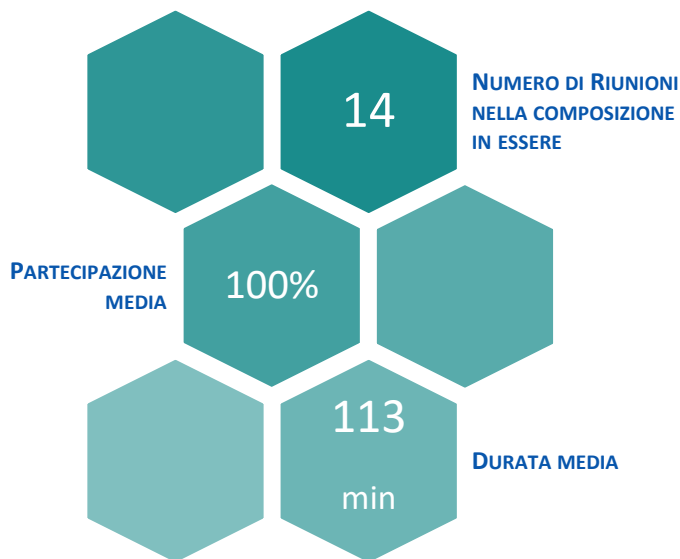 14
NUMERO DI RIUNIONI
NELLA COMPOSIZIONE
IN ESSERE
PARTECIPAZIONE
MEDIA
100%
113
min
DURATA MEDIA